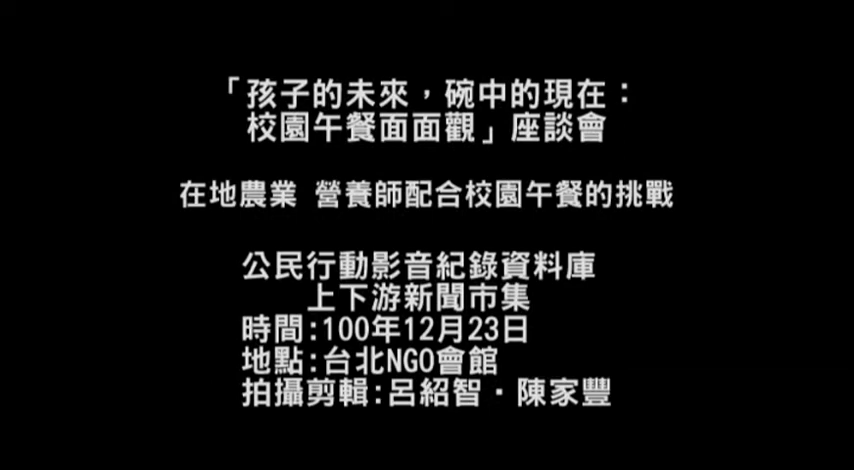 「孩子的未來，碗中的現在：
校園午餐面面觀」座談會
在地農業 營養師配合校園午餐的挑戰
公民行動影音紀錄資料庫
上下游新聞市集
時間:100年12月23日
地點:台北NGO會館
拍攝剪輯:呂紹智·陳家豐